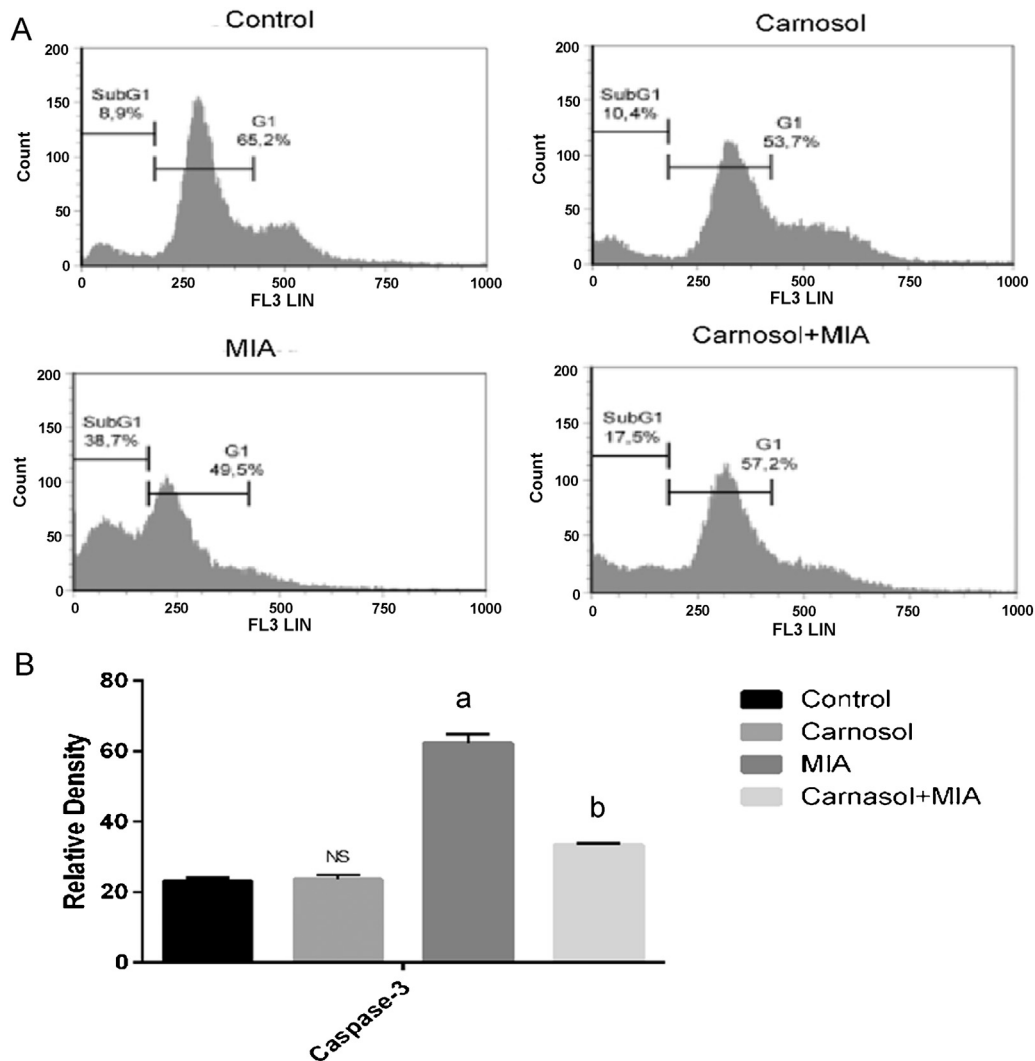 A
Control
200
150
100
50
0
Count
SubG1
8,9%
G1
65,2%
0 250 500 750 1000
FL3 LIN
Carnosol
200
150
100
50
0
Count
SubG1
10,4%
G1
53,7%
0 250 500 750 1000
FL3 LIN
MIA
200
150
100
50
0
Count
SubG1
38,7%
G1
49,5%
0 250 500 750 1000
FL3 LIN
Carnosol+MIA
200
150
100
50
0
Count
SubG1
17,5%
G1
57,2%
0 250 500 750 1000
FL3 LIN
B
80
60
40
20
0
Relative Density
NS
a
b
Caspase-3
Control
Carnosol
MIA
Carnasol+MIA